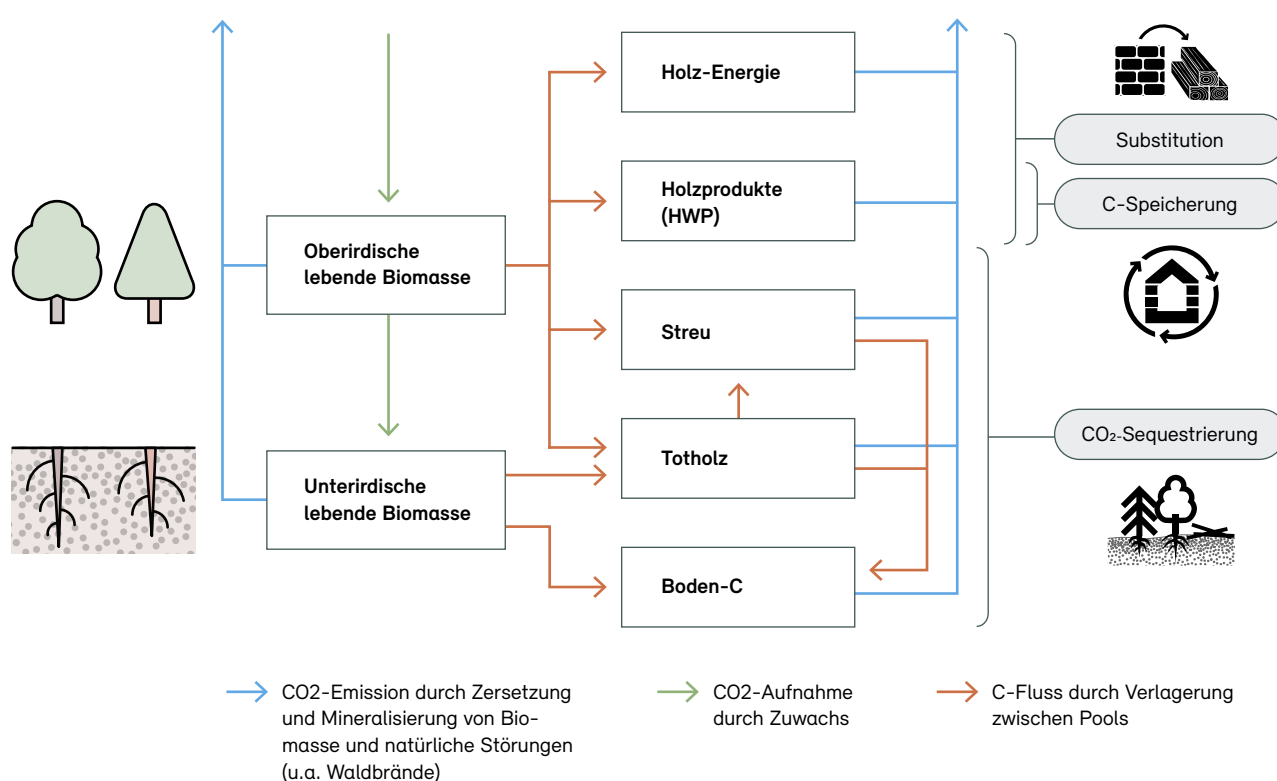 Holz-Energie
Substitution
Holzprodukte
(HWP)
C-Speicherung
Oberirdische
lebende Biomasse
Streu
CO₂-Sequestrierung
Totholz
Unterirdische
lebende Biomasse
Boden-C
CO2-Emission durch Zersetzung
und Mineralisierung von Bio-
masse und natürliche Störungen
(u.a. Waldbrände)
CO2-Aufnahme
durch Zuwachs
C-Fluss durch Verlagerung
zwischen Pools